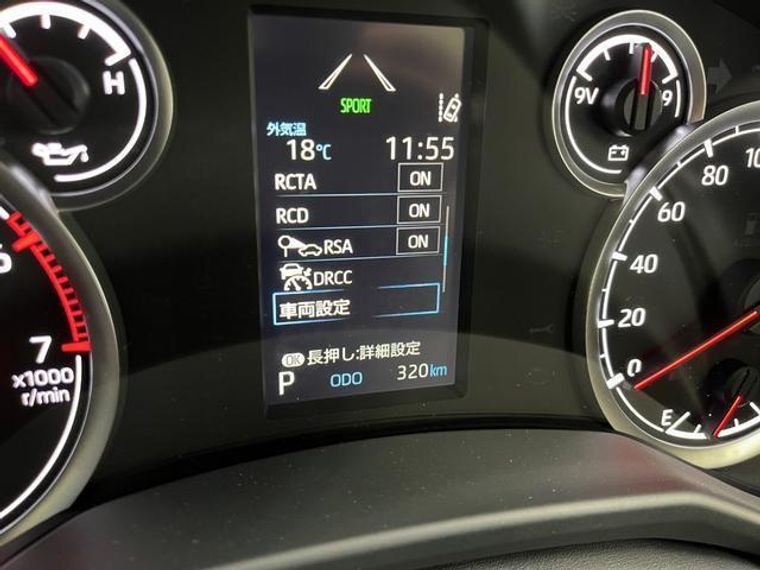 SPORT
外気温
18℃ 11:55
RCTA ON
RCD ON
RSA ON
DRCC
車両設定
OK 長押し:詳細設定
P ODO 320km
H
7
x1000
r/min
9V
9
0
20
40
60
80
E